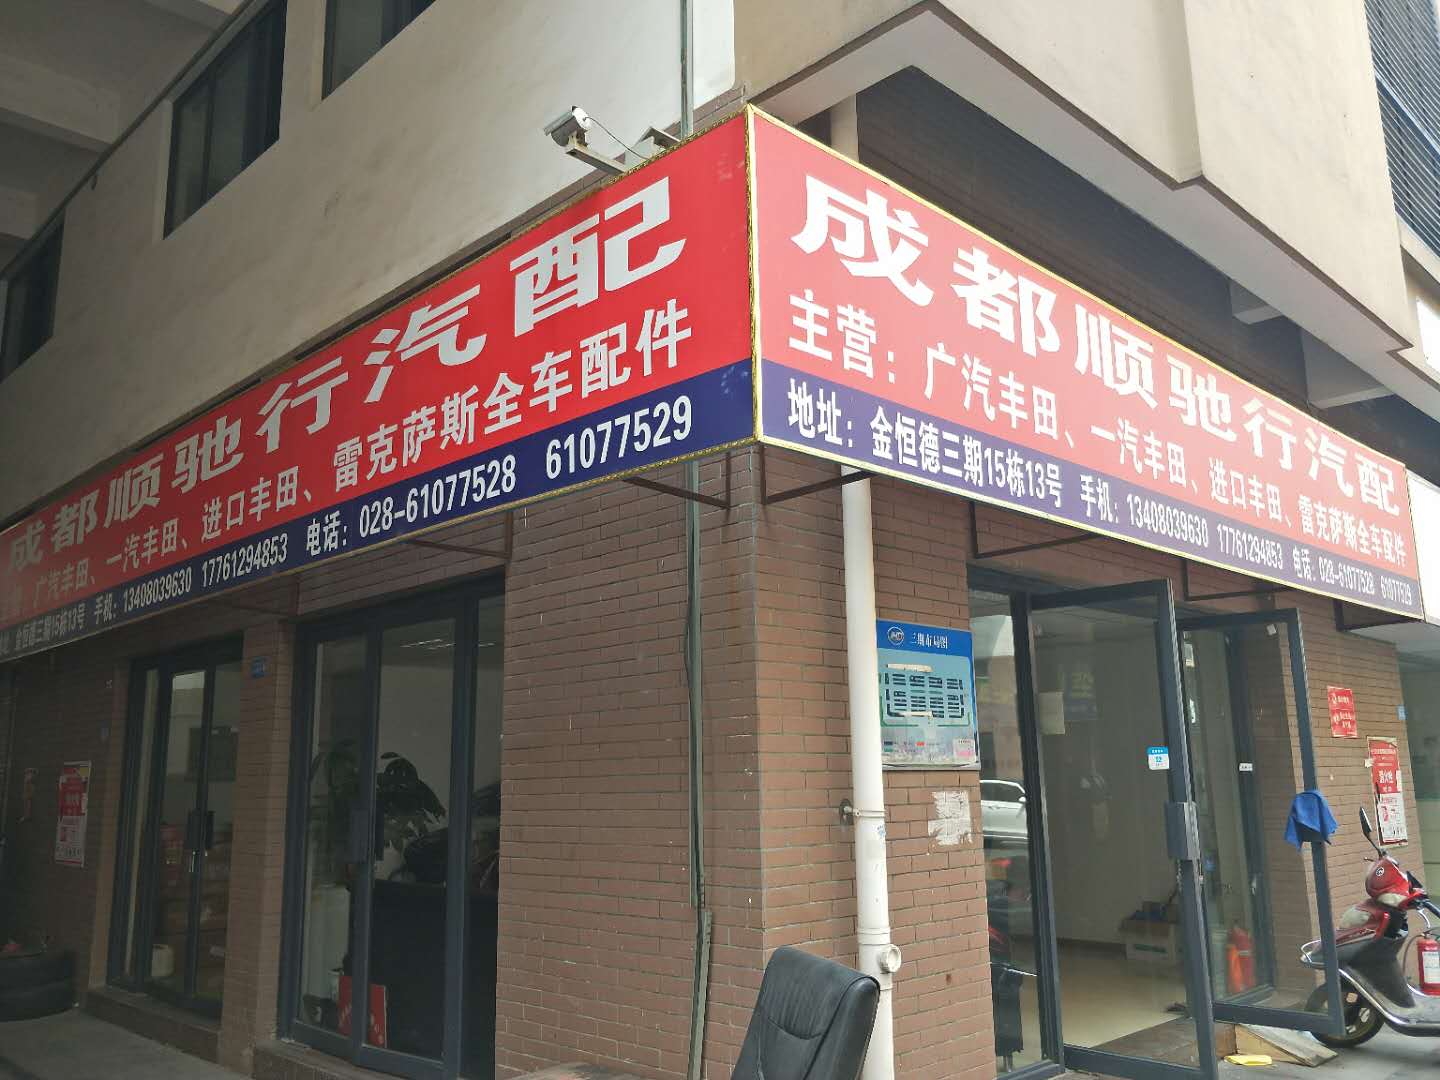 成都顺驰行汽配
广汽丰田、一汽丰田、进口丰田、雷克萨斯全车配件
金恒德三期15栋13号 手机:13408039630 17761294853 电话:028-61077528 61077529
成都顺驰行汽配
主营:广汽丰田、一汽丰田、进口丰田、雷克萨斯全车配件
地址:金恒德三期15栋13号 手机:13408039630 17761294853 电话:028-61077528 61077529
三期布局图